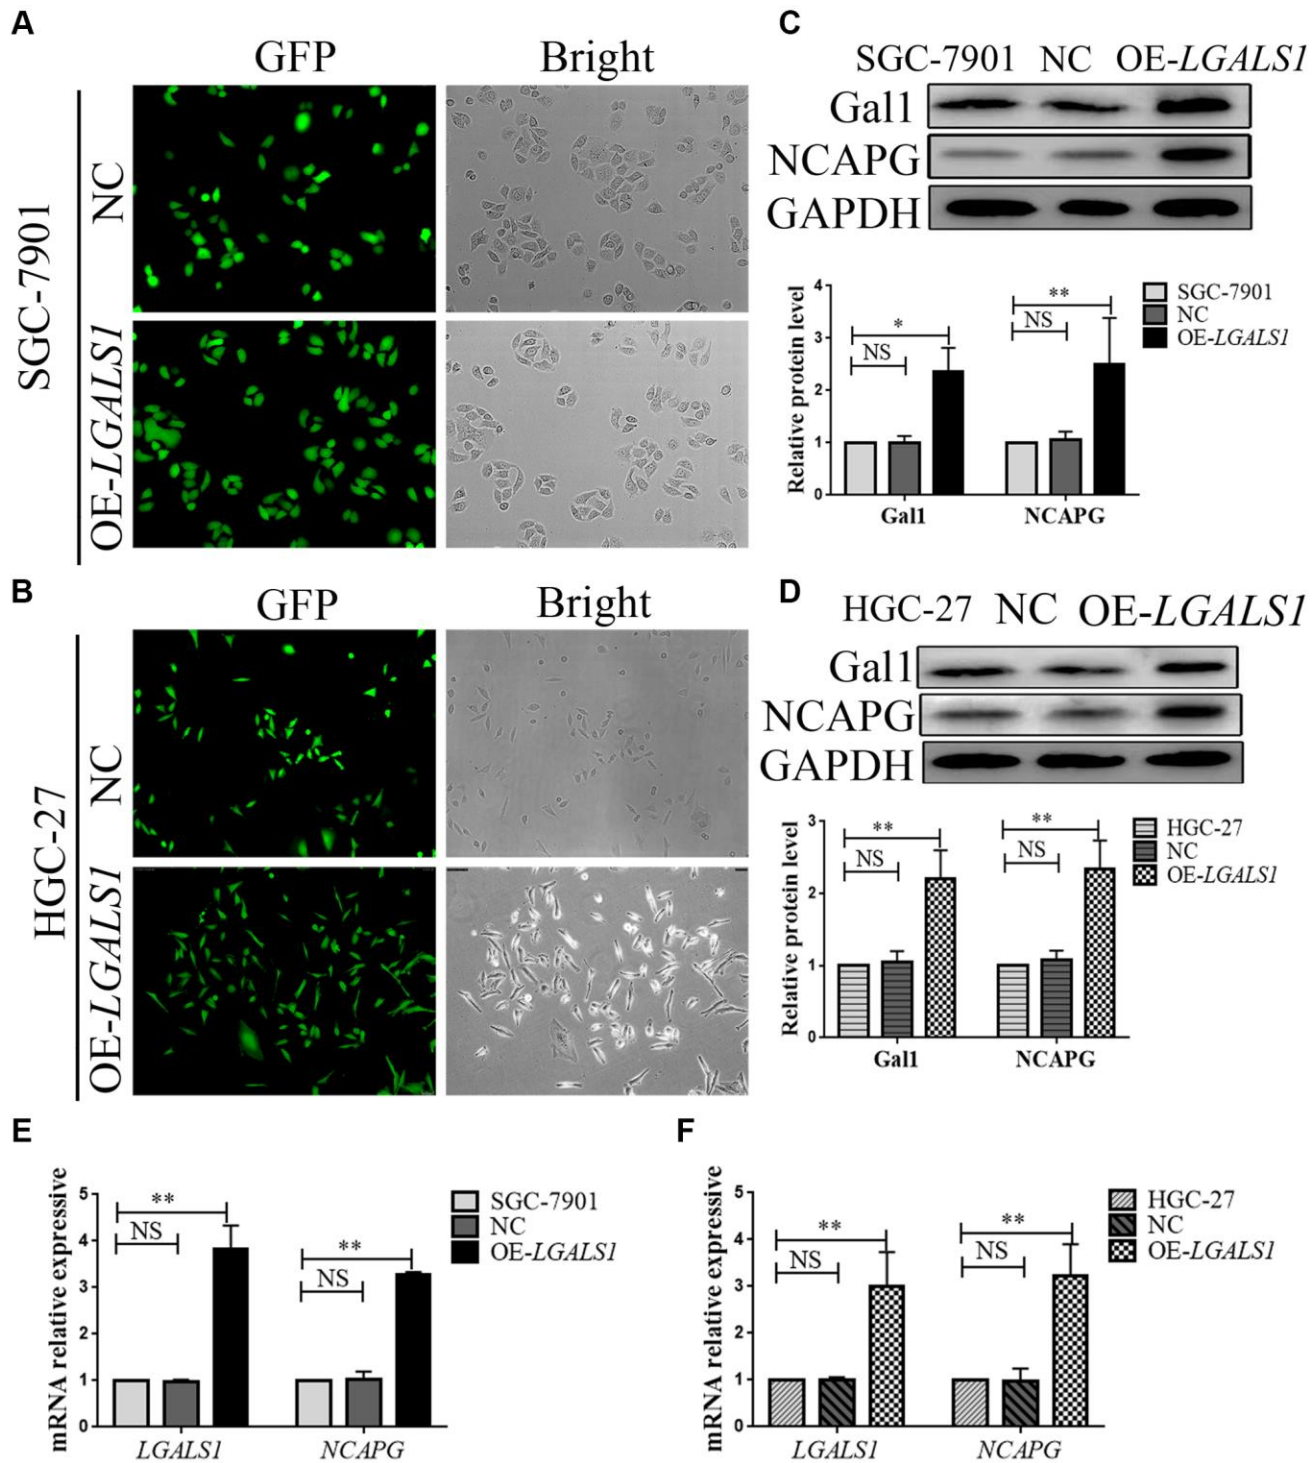 A
GFP Bright
SGC-7901
NC
OE-LGALS1
C
SGC-7901 NC OE-LGALS1
Gal1
NCAPG
GAPDH
Relative protein level
4
3
2
1
0
* NS
** NS
Gal1 NCAPG
SGC-7901
NC
OE-LGALS1
B
GFP Bright
HGC-27
NC
OE-LGALS1
D
HGC-27 NC OE-LGALS1
Gal1
NCAPG
GAPDH
Relative protein level
3
2
1
0
** NS
** NS
Gal1 NCAPG
HGC-27
NC
OE-LGALS1
E
mRNA relative expressive
5
4
3
2
1
0
** NS
** NS
LGALS1 NCAPG
SGC-7901
NC
OE-LGALS1
F
mRNA relative expressive
5
4
3
2
1
0
** NS
** NS
LGALS1 NCAPG
HGC-27
NC
OE-LGALS1